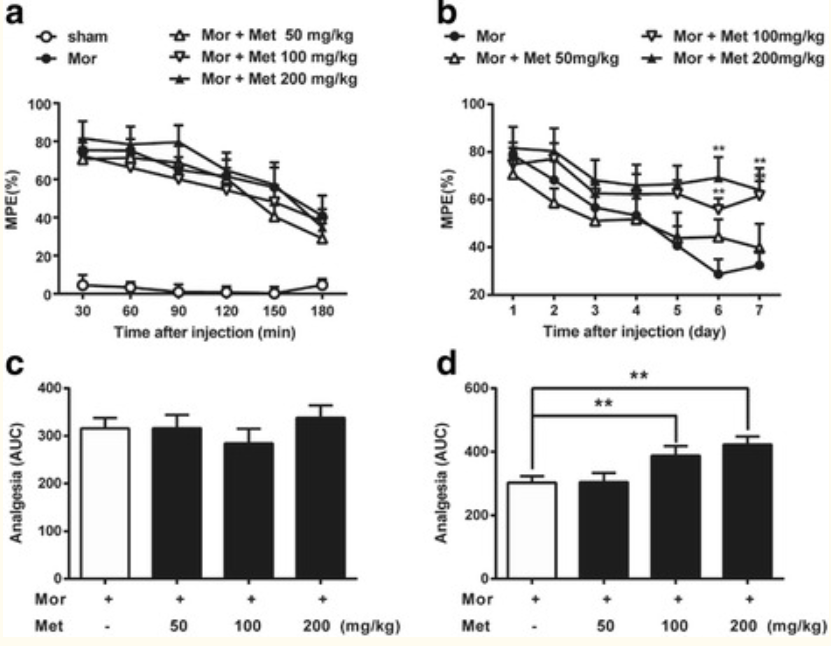 a
sham
Mor
Mor + Met 50 mg/kg
Mor + Met 100 mg/kg
Mor + Met 200 mg/kg
MPE(%)
100
80
60
40
20
0
30 60 90 120 150 180
Time after injection (min)
b
Mor
Mor + Met 50mg/kg
Mor + Met 100mg/kg
Mor + Met 200mg/kg
MPE(%)
100
80
60
40
20
**
**
**
**
1 2 3 4 5 6 7
Time after injection (day)
c
Analgesia (AUC)
400
300
200
100
0
Mor + + + +
Met - 50 100 200 (mg/kg)
d
Analgesia (AUC)
600
400
200
0
**
**
Mor + + + +
Met - 50 100 200 (mg/kg)